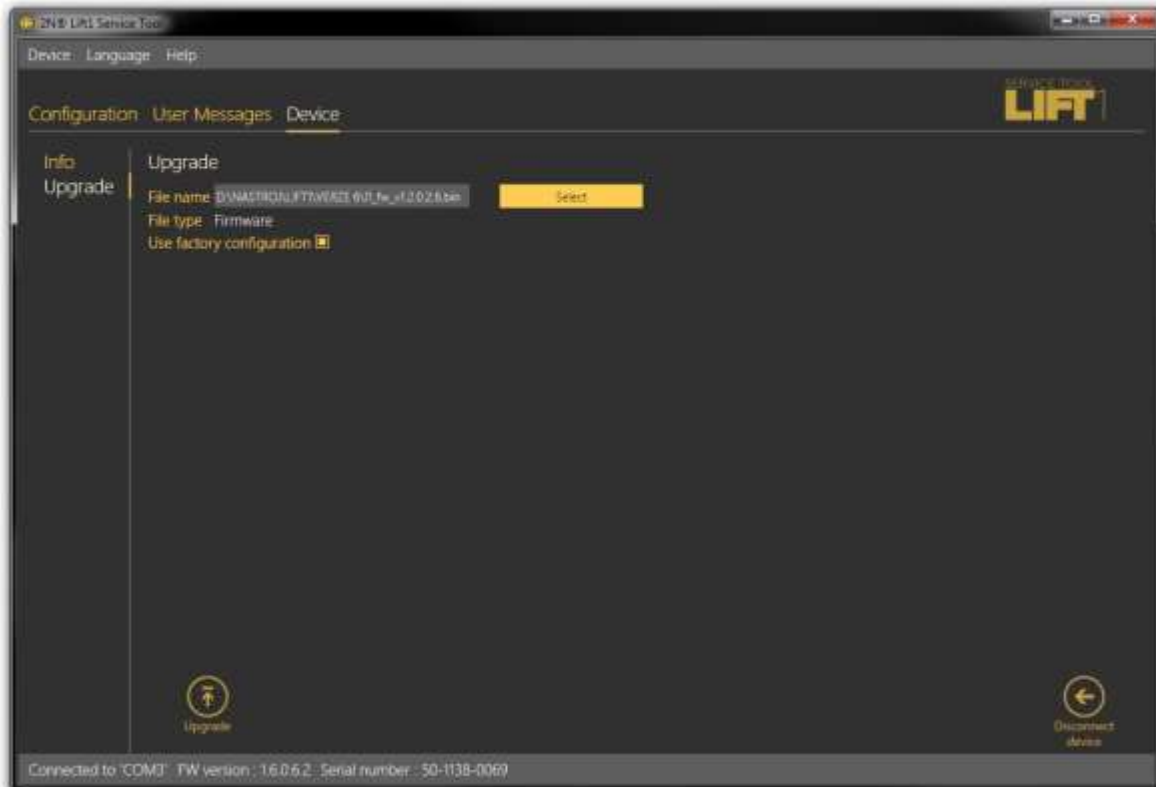 2N® Lift1 Service Tool
Device Language Help
SERVICE TOOL
LIFT1
Configuration User Messages Device
Info
Upgrade
Upgrade
File name Select
File type Firmware
Use factory configuration
Upgrade
Disconnect
device
Connected to 'COM3' FW version : 1.6.0.6.2 Serial number : 50-1138-0069